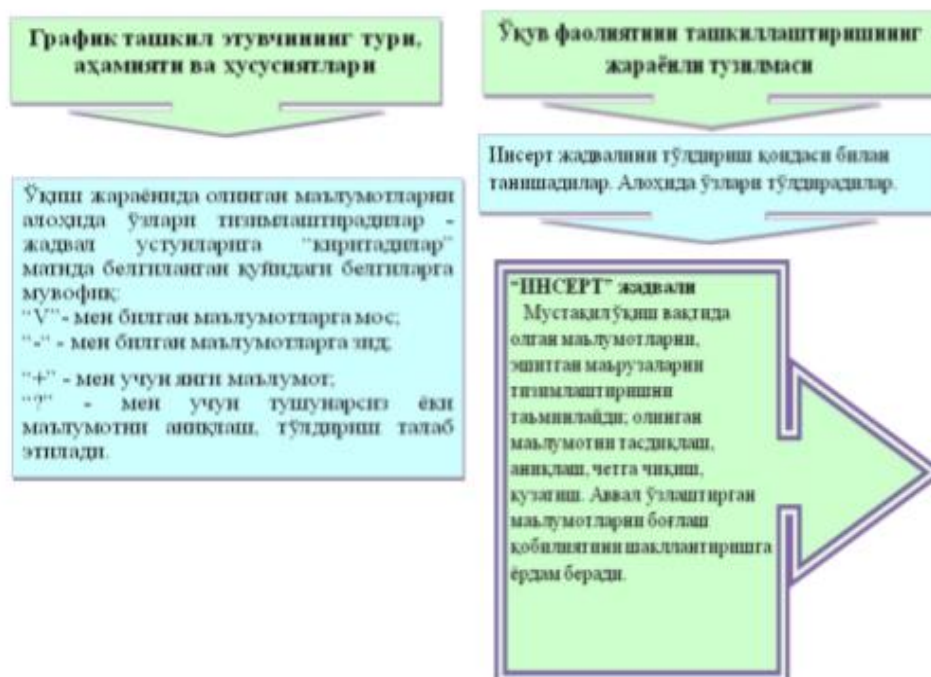 График ташкил этувчининг тури,
аҳамияти ва хусусиятлари
Ўқиш жараёнида олинган маълумотларни
алоҳида ўзлари тизимлаштирадилар -
жадвал устунларига "киритадилар"
матнда белгиланган қуйидаги белгиларга
мувофиқ:
"V"- мен билган маълумотларга мос;
"-" - мен билган маълумотларга зид;
"+" - мен учун янги маълумот;
"?" - мен учун тушунарсиз ёки
маълумотни аниқлаш, тўлдириш талаб
этилади.
Ўқув фаолиятини ташкиллаштиришнинг
жараёнли тузилмаси
Инсерт жадвалини тўлдириш қоидаси билан
танишадилар. Алоҳида ўзлари тўлдирадилар.
"ИНСЕРТ" жадвали
Мустақил ўқиш вақтида
олган маълумотларни,
эшитган маърузаларни
тизимлаштиришни
таъминлайди; олинган
маълумотни тасдиқлаш,
аниқлаш, четга чиқиш,
кузатиш. Аввал ўзлаштирган
маълумотларни боғлаш
қобилиятини шакллантиришга
ёрдам беради.